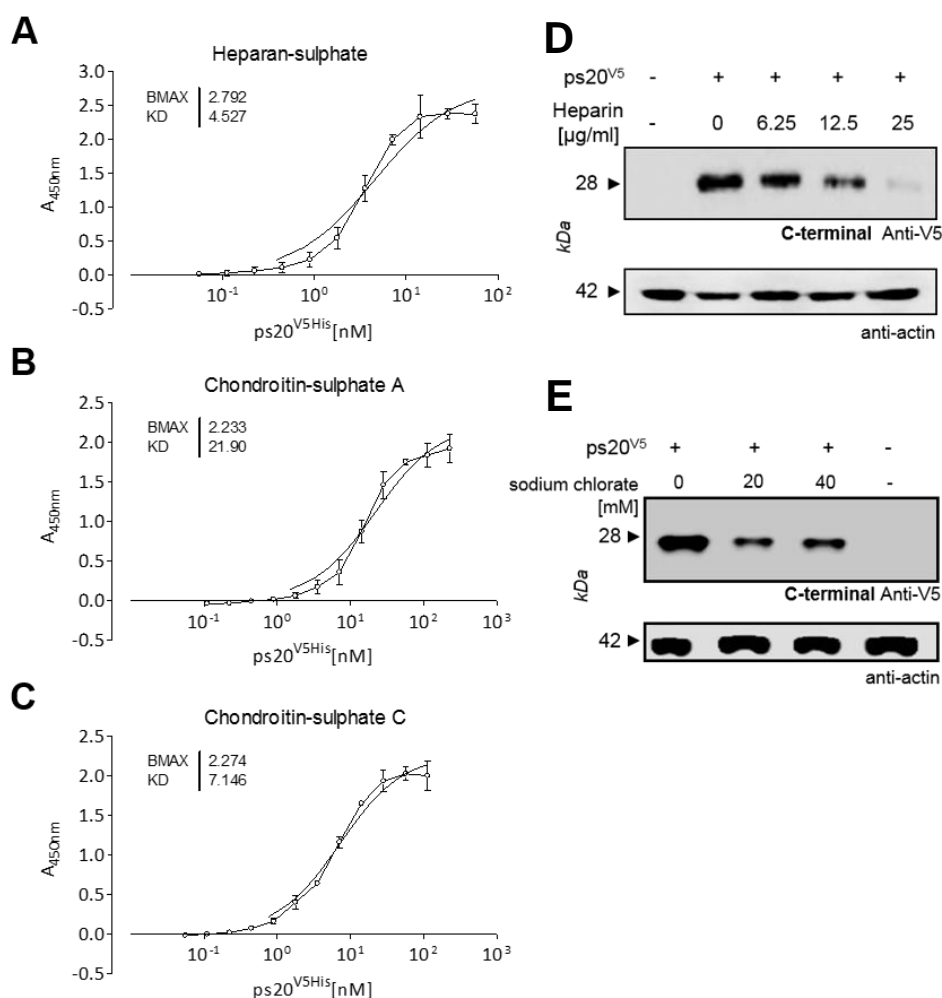 A
Heparan-sulphate
BMAX 2.792
KD 4.527
3.0
2.5
2.0
1.5
1.0
0.5
0.0
-0.5
A450nm
10-1 100 101 102
ps20V5His[nM]
B
Chondroitin-sulphate A
BMAX 2.233
KD 21.90
2.5
2.0
1.5
1.0
0.5
0.0
-0.5
A450nm
10-1 100 101 102 103
ps20V5His[nM]
C
Chondroitin-sulphate C
BMAX 2.274
KD 7.146
2.5
2.0
1.5
1.0
0.5
0.0
-0.5
A450nm
10-1 100 101 102 103
ps20V5His[nM]
D
ps20V5 - + + + +
Heparin
[µg/ml] - 0 6.25 12.5 25
28 ►
kDa
C-terminal Anti-V5
42 ►
anti-actin
E
ps20V5 + + + -
sodium chlorate 0 20 40 -
[mM]
28 ►
kDa
C-terminal Anti-V5
42 ►
anti-actin